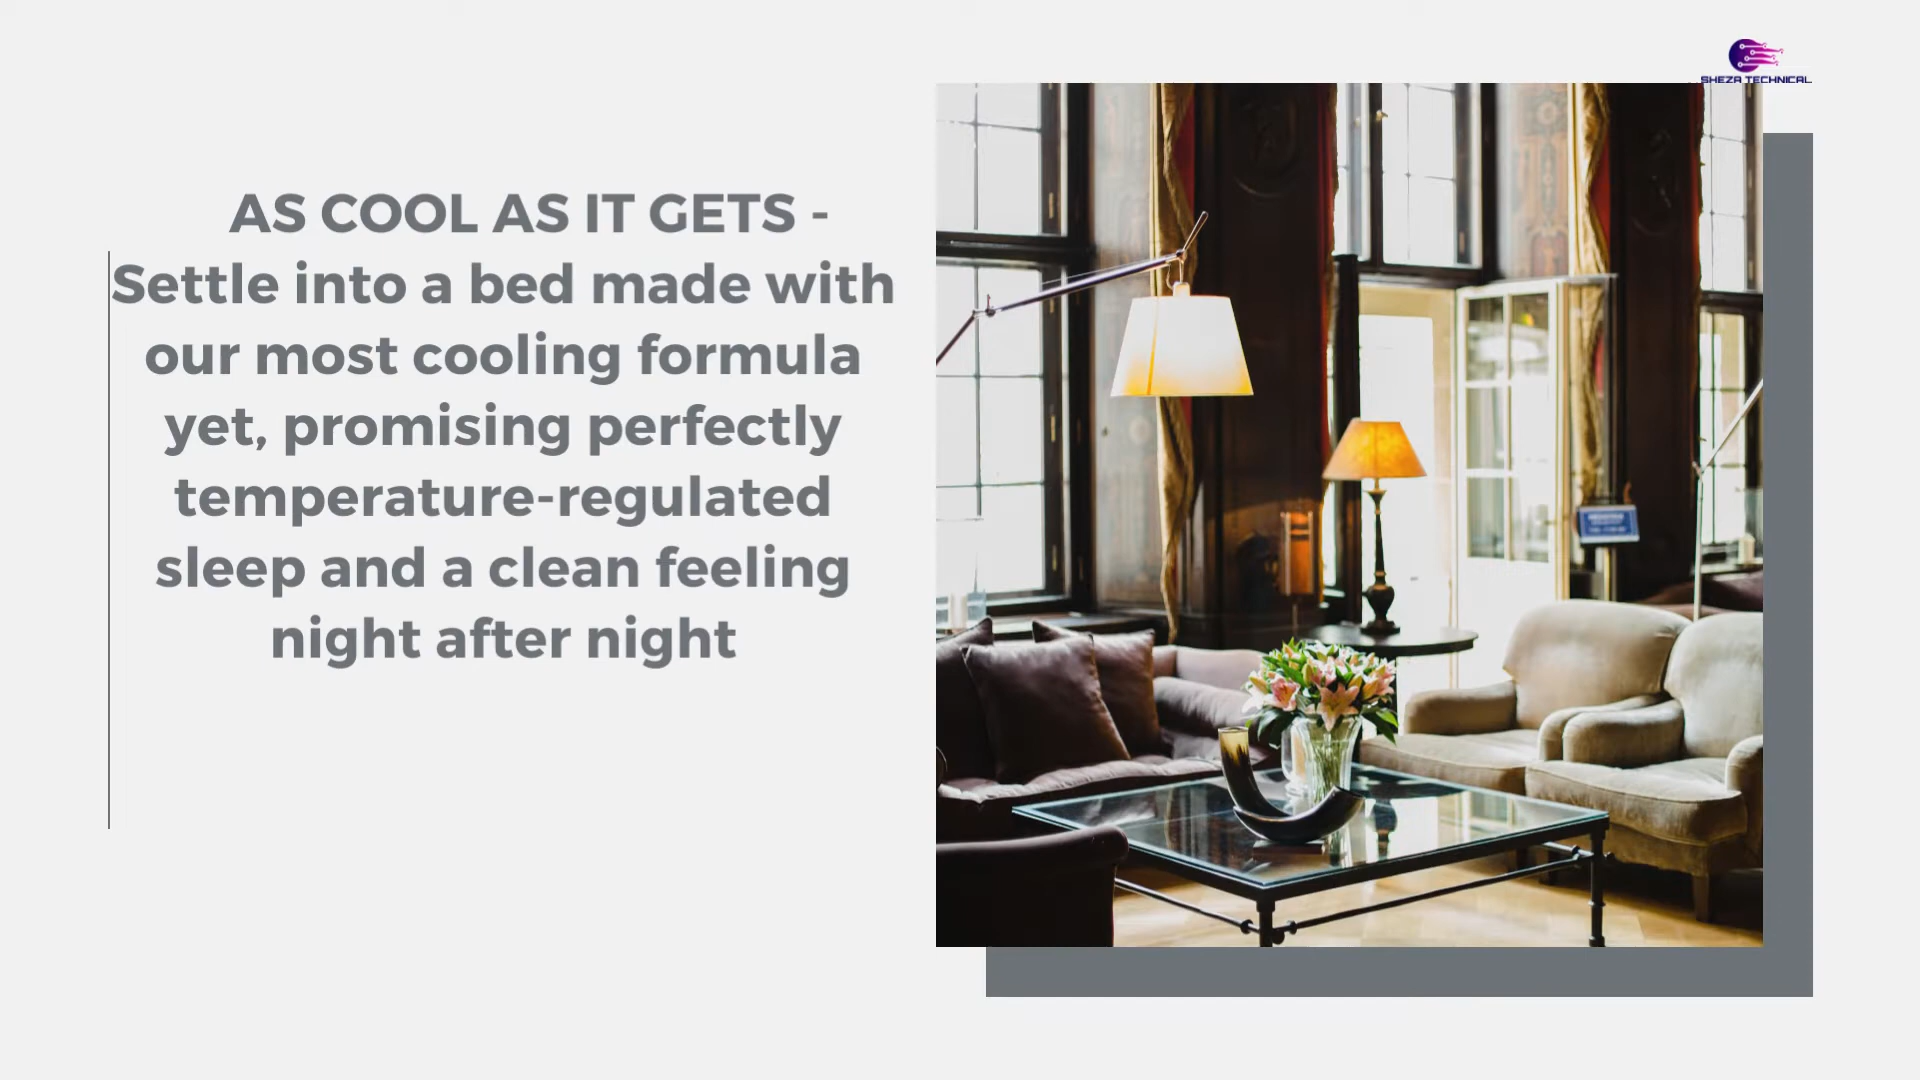 SHEZA TECHNICAL
AS COOL AS IT GETS -
Settle into a bed made with
our most cooling formula
yet, promising perfectly
temperature-regulated
sleep and a clean feeling
night after night